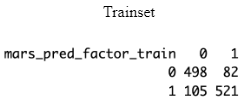 Trainset
mars_pred_factor_train 0 1
0 498 82
1 105 521